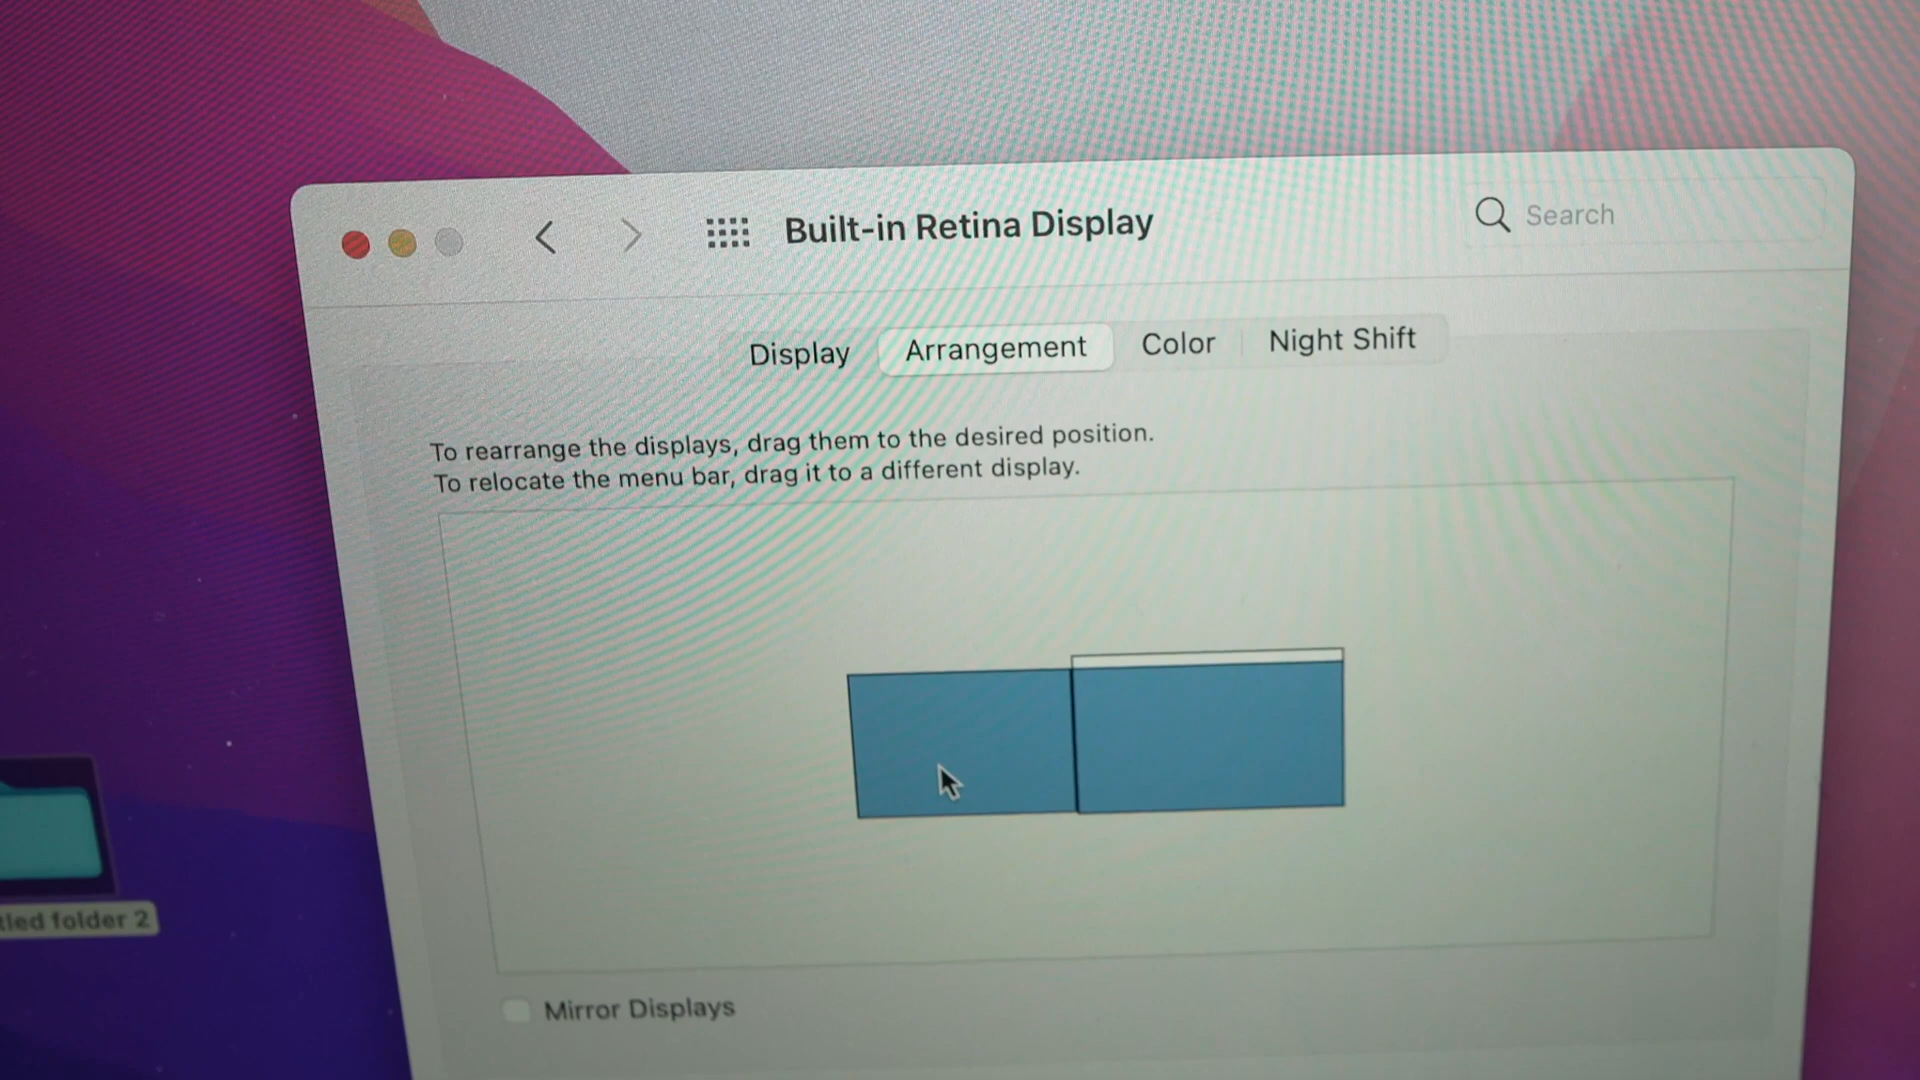 Built-in Retina Display
Search
Display
Arrangement
Color
Night Shift
To rearrange the displays, drag them to the desired position.
To relocate the menu bar, drag it to a different display.
Mirror Displays
folder 2